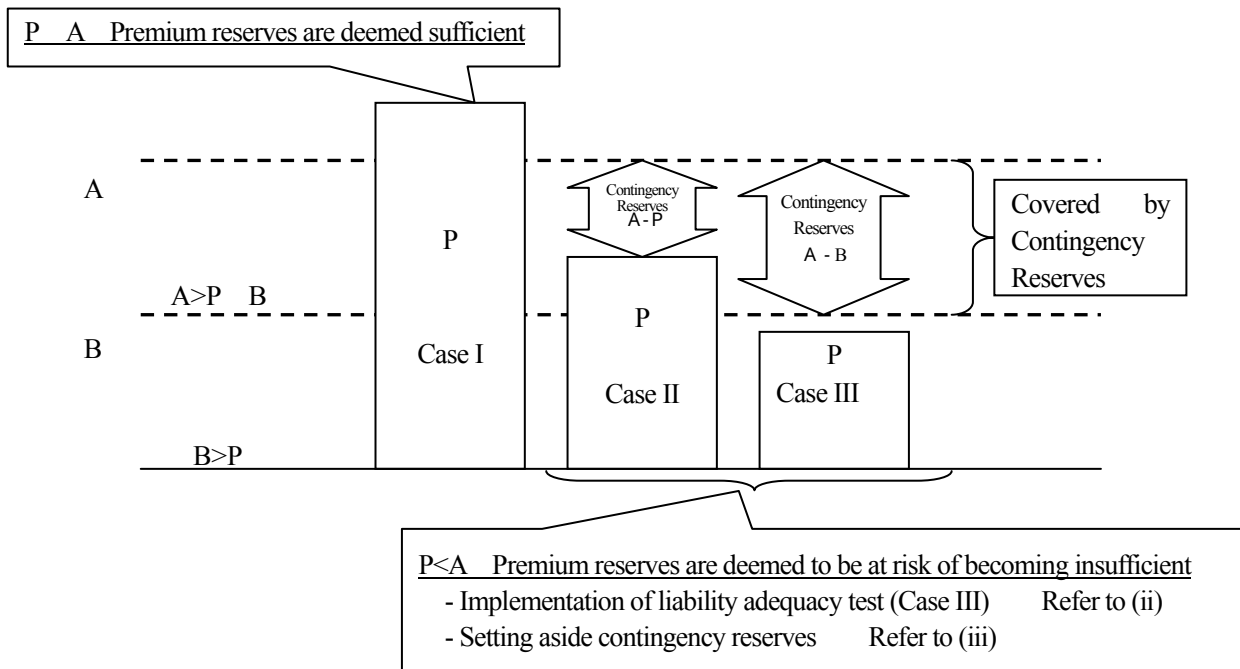 P A Premium reserves are deemed sufficient
A
Contingency
Reserves
A - P
Contingency
Reserves
A - B
Covered by
Contingency
Reserves
P
A>P B
P
B
Case I
P
Case II
Case III
B>P
P<A Premium reserves are deemed to be at risk of becoming insufficient
- Implementation of liability adequacy test (Case III) Refer to (ii)
- Setting aside contingency reserves Refer to (iii)